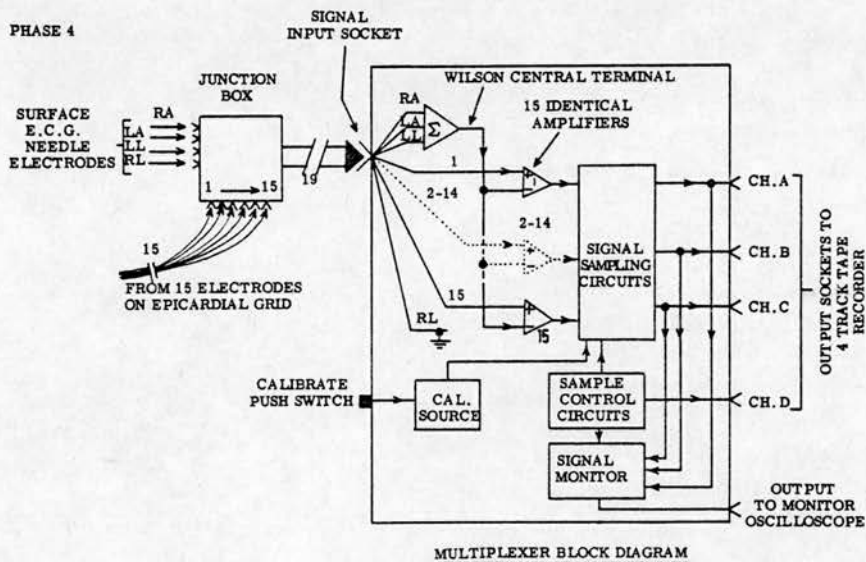 PHASE 4
SIGNAL
INPUT SOCKET
JUNCTION
BOX
WILSON CENTRAL TERMINAL
15 IDENTICAL
AMPLIFIERS
SURFACE
E.C.G.
NEEDLE
ELECTRODES
RA
LA
LL
RL
1 → 15
19
RA
LA
LL
Σ
1
2-14
2-14
15
RL
1
15
+
−
+
−
+
−
SIGNAL
SAMPLING
CIRCUITS
CH.A
CH.B
CH.C
CH.D
OUTPUT SOCKETS TO
4 TRACK TAPE
RECORDER
15
FROM 15 ELECTRODES
ON EPICARDIAL GRID
CALIBRATE
PUSH SWITCH
CAL.
SOURCE
SAMPLE
CONTROL
CIRCUITS
SIGNAL
MONITOR
OUTPUT
TO MONITOR
OSCILLOSCOPE
MULTIPLEXER BLOCK DIAGRAM